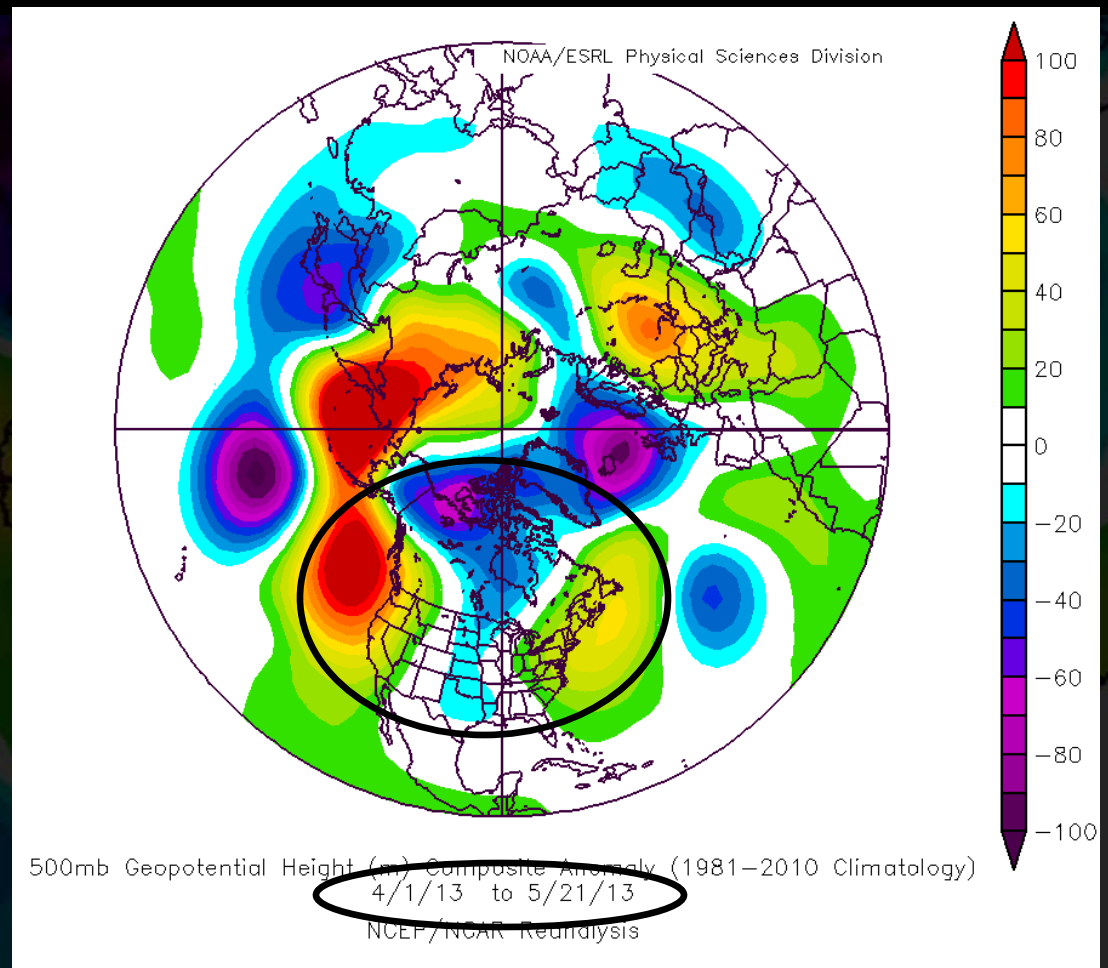 NOAA/ESRL Physical Sciences Division
100
80
60
40
20
0
−20
−40
−60
−80
−100
500mb Geopotential Height (m) Composite Anomaly (1981−2010 Climatology)
4/1/13 to 5/21/13
NCEP/NCAR Reanalysis